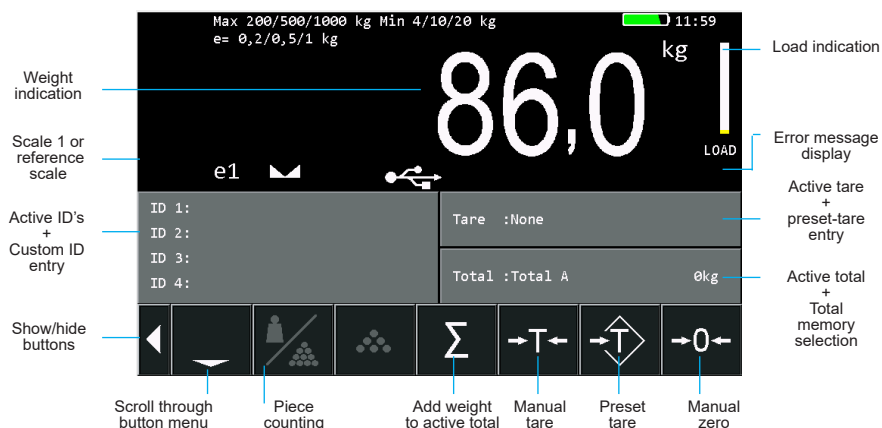 Max 200/500/1000 kg Min 4/10/20 kg
11:59
e= 0,2/0,5/1 kg
kg
86,0
LOAD
e1
Load indication
Weight
indication
Scale 1 or
reference
scale
Error message
display
ID 1:
ID 2:
ID 3:
ID 4:
Tare :None
Total :Total A 0kg
Active ID's
+
Custom ID
entry
Active tare
+
preset-tare
entry
Active total
+
Total
memory
selection
Show/hide
buttons
Σ
→T←
→T
→0←
Scroll through
button menu
Piece
counting
Add weight
to active total
Manual
tare
Preset
tare
Manual
zero